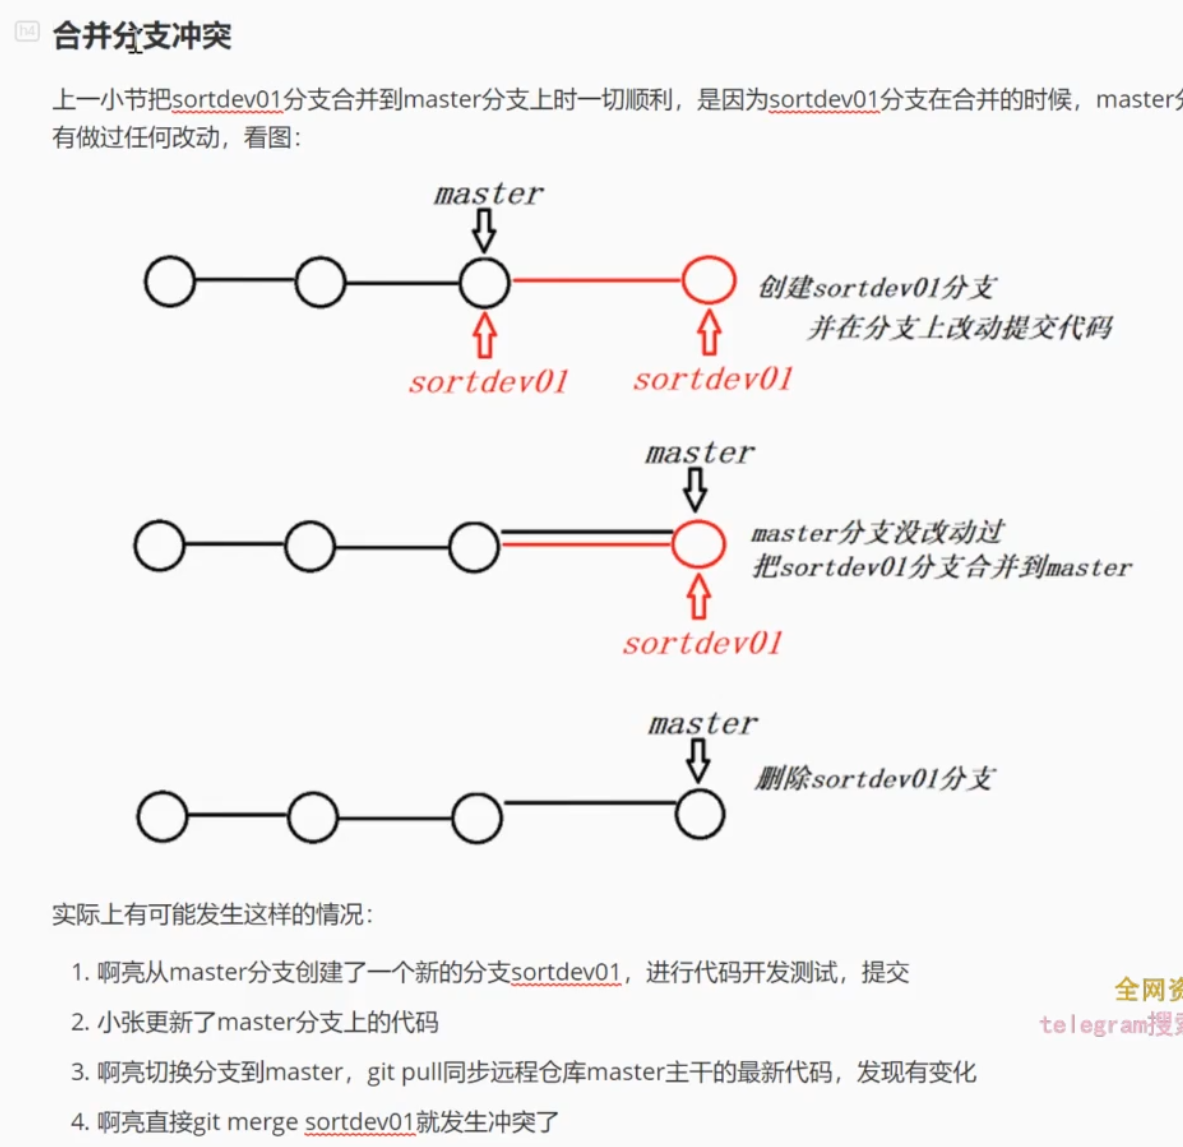 h4
合并分支冲突
上一小节把sortdev01分支合并到master分支上时一切顺利，是因为sortdev01分支在合并的时候，master
有做过任何改动，看图：
master
创建sortdev01分支
并在分支上改动提交代码
sortdev01 sortdev01
master
master分支没改动过
把sortdev01分支合并到master
sortdev01
master
删除sortdev01分支
实际上有可能发生这样的情况：
1. 啊亮从master分支创建了一个新的分支sortdev01，进行代码开发测试，提交
2. 小张更新了master分支上的代码
3. 啊亮切换分支到master，git pull同步远程仓库master主干的最新代码，发现有变化
4. 啊亮直接git merge sortdev01就发生冲突了
全网
telegram搜